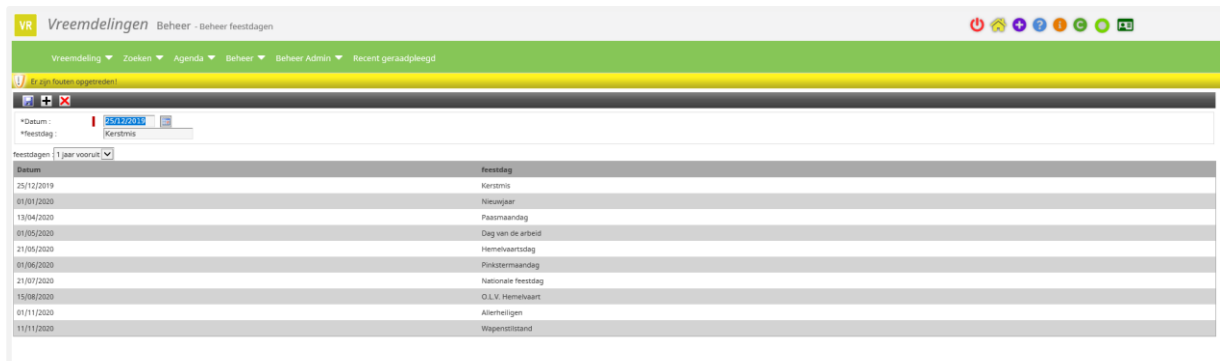 VR Vreemdelingen Beheer - Beheer feestdagen
Vreemdeling Zoeken Agenda Beheer Beheer Admin Recent geraadpleegd
Er zijn fouten opgetreden!
*Datum : 25/12/2019
*feestdag : Kerstmis
feestdagen : 1 jaar vooruit
Datum feestdag
25/12/2019 Kerstmis
01/01/2020 Nieuwjaar
13/04/2020 Paasmaandag
01/05/2020 Dag van de arbeid
21/05/2020 Hemelvaartsdag
01/06/2020 Pinkstermaandag
21/07/2020 Nationale feestdag
15/08/2020 O.L.V. Hemelvaart
01/11/2020 Allerheiligen
11/11/2020 Wapenstilstand